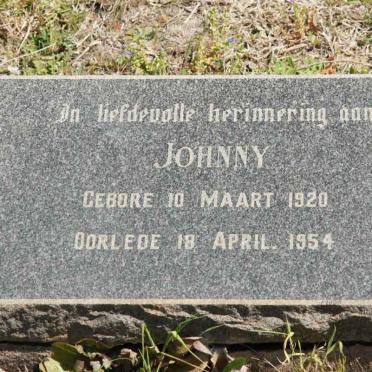 In liefdevolle herinnering aan
JOHNNY
GEBORE 10 MAART 1920
OORLEDE 18 APRIL. 1954